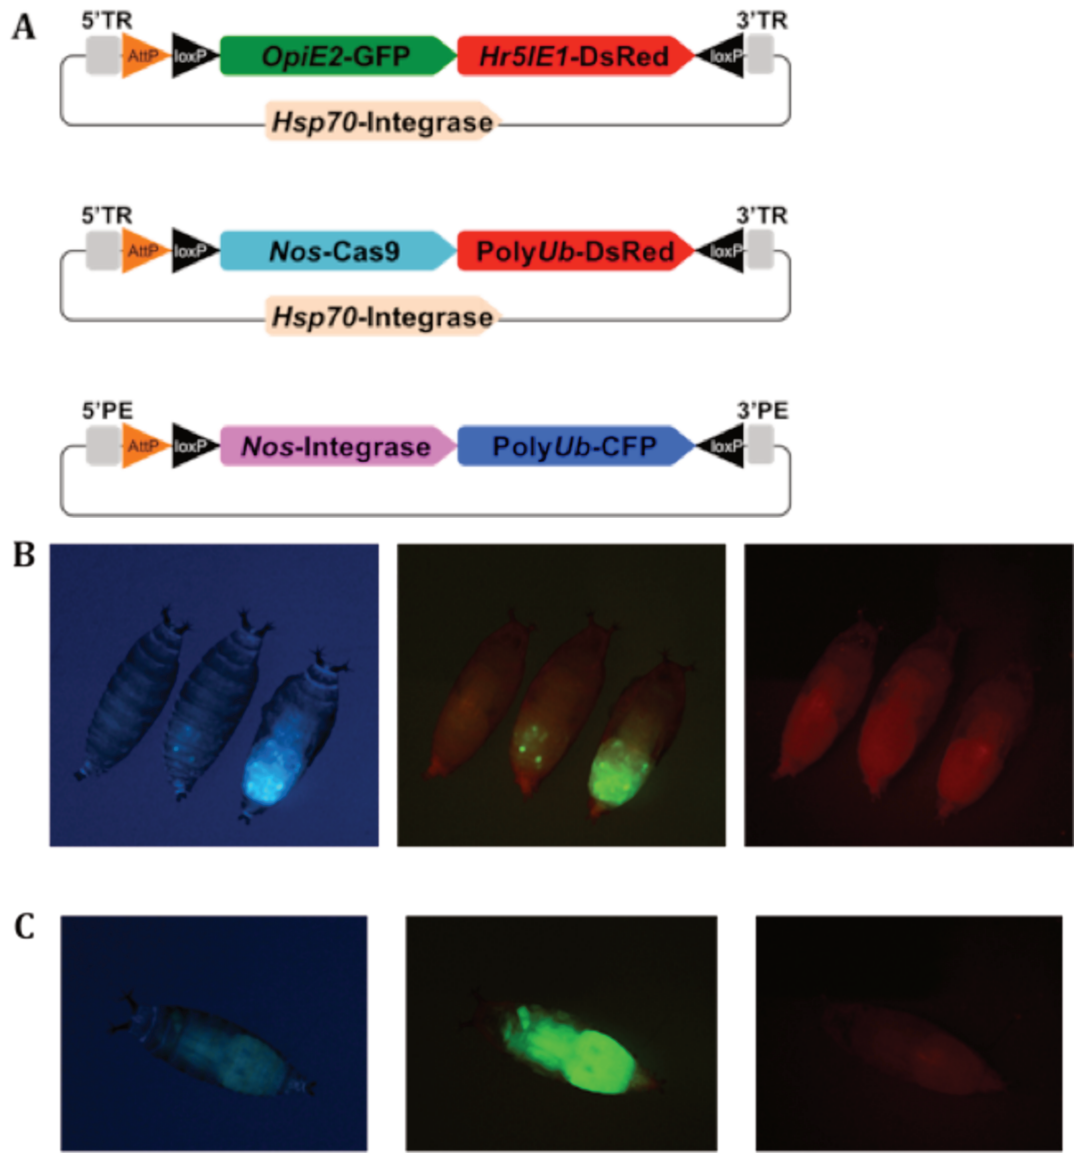 A
5'TR 3'TR
AttP loxP OpiE2-GFP Hr5IE1-DsRed loxP
Hsp70-Integrase
5'TR 3'TR
AttP loxP Nos-Cas9 PolyUb-DsRed loxP
Hsp70-Integrase
5'PE 3'PE
AttP loxP Nos-Integrase PolyUb-CFP loxP
B
C